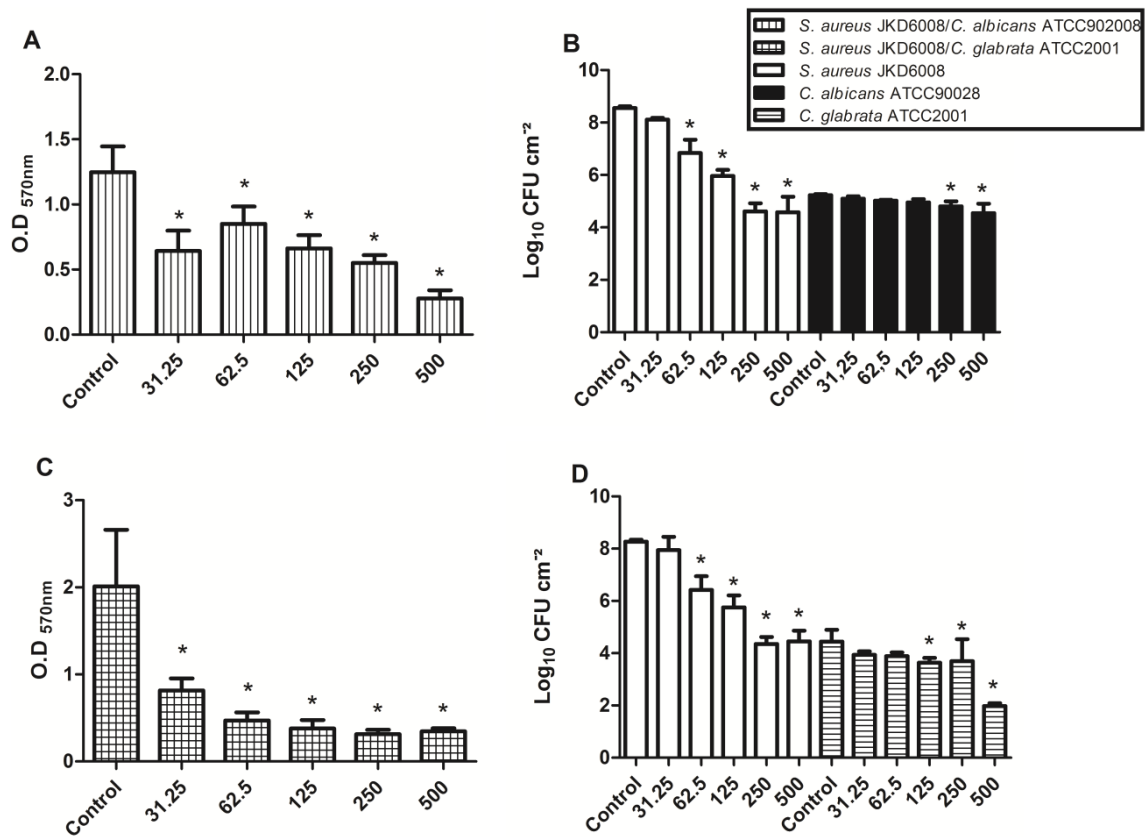 S. aureus JKD6008/C. albicans ATCC902008
S. aureus JKD6008/C. glabrata ATCC2001
S. aureus JKD6008
C. albicans ATCC90028
C. glabrata ATCC2001
A
O.D 570nm
2.0
1.5
1.0
0.5
0.0
* * * * *
Control 31.25 62.5 125 250 500
B
Log10 CFU cm⁻²
10
8
6
4
2
0
* * * * * *
Control 31.25 62.5 125 250 500 Control 31,25 62,5 125 250 500
C
O.D 570nm
3
2
1
0
* * * * *
Control 31.25 62.5 125 250 500
D
Log10 CFU cm⁻²
10
8
6
4
2
0
* * * * * * *
Control 31.25 62.5 125 250 500 Control 31.25 62.5 125 250 500